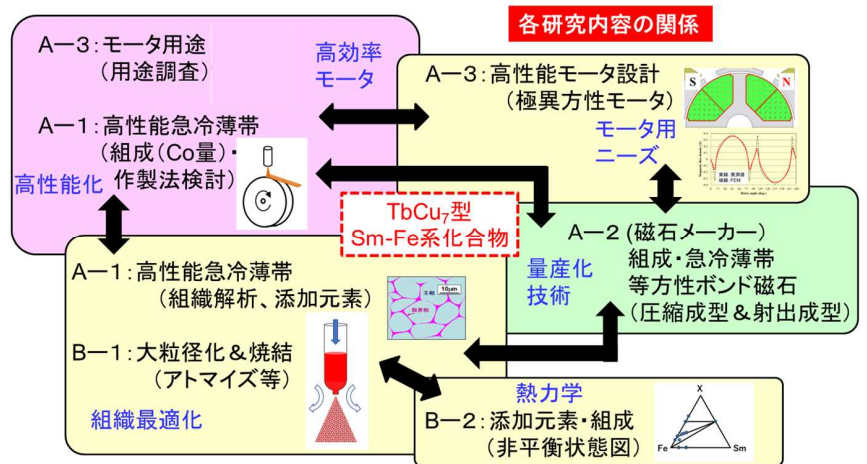 各研究内容の関係
A－3：モータ用途
（用途調査）
高効率
モータ
A－1：高性能急冷薄帯
（組成（Co量）・
作製法検討）
高性能化
A－3：高性能モータ設計
（極異方性モータ）
S
N
モータ用
ニーズ
TbCu₇型
Sm-Fe系化合物
A－2 (磁石メーカー)
組成・急冷薄帯
等方性ボンド磁石
（圧縮成型＆射出成型）
量産化
技術
A－1：高性能急冷薄帯
（組織解析、添加元素）
10μm
主相
粒界相
B－1：大粒径化＆焼結
（アトマイズ等）
組織最適化
熱力学
B－2：添加元素・組成
（非平衡状態図）
X
Fe
Sm